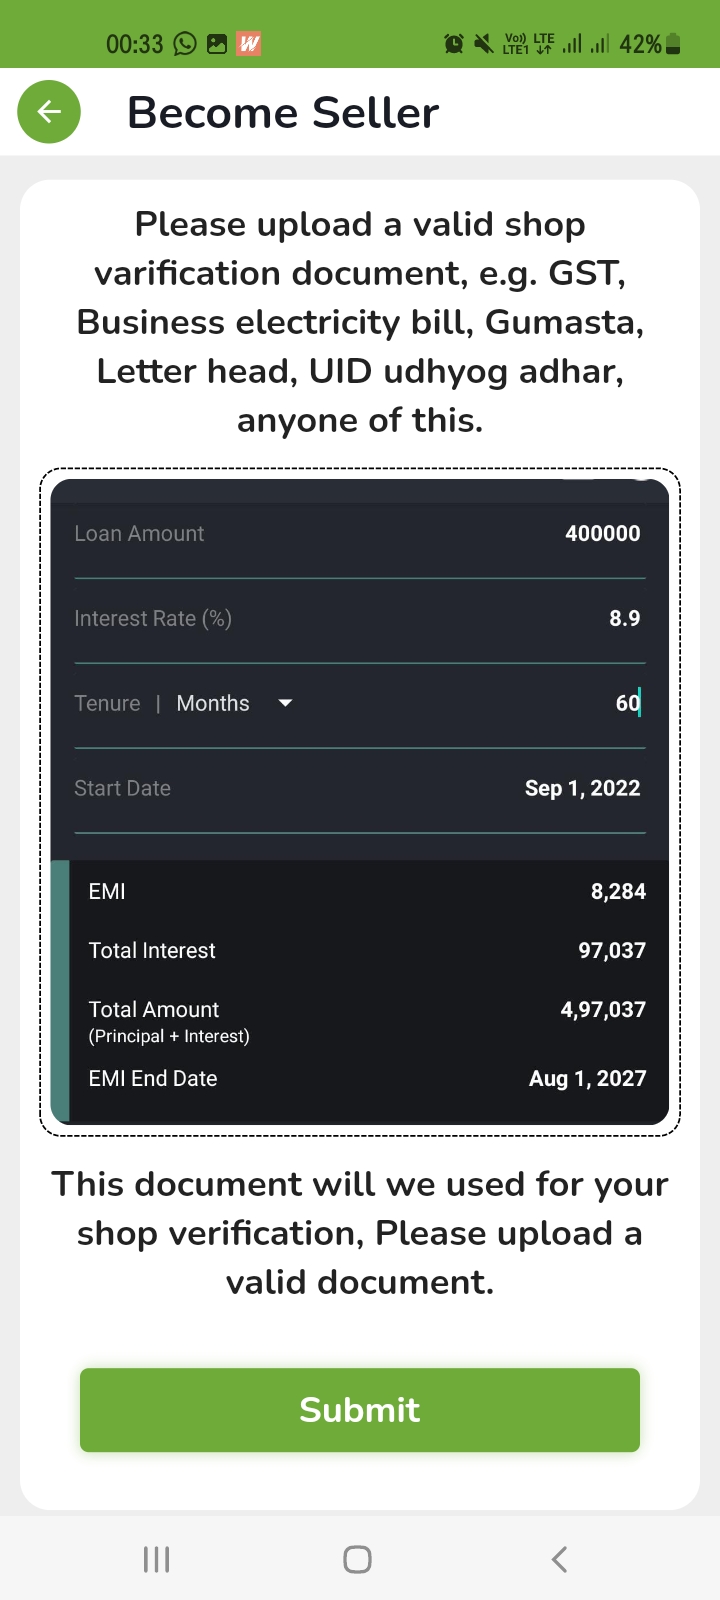 00:33 W Vo)) LTE LTE1 42%
Become Seller
Please upload a valid shop
varification document, e.g. GST,
Business electricity bill, Gumasta,
Letter head, UID udhyog adhar,
anyone of this.
Loan Amount 400000
Interest Rate (%) 8.9
Tenure | Months 60
Start Date Sep 1, 2022
EMI 8,284
Total Interest 97,037
Total Amount 4,97,037
(Principal + Interest)
EMI End Date Aug 1, 2027
This document will we used for your
shop verification, Please upload a
valid document.
Submit